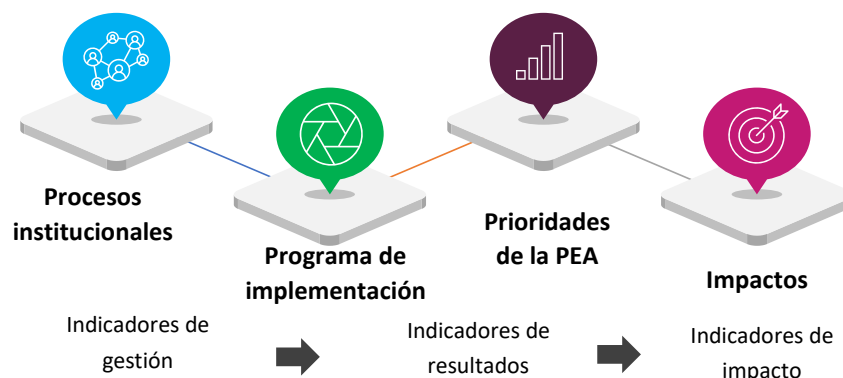 Procesos
institucionales
Programa de
implementación
Prioridades
de la PEA
Impactos
Indicadores de
gestión
Indicadores de
resultados
Indicadores de
impacto